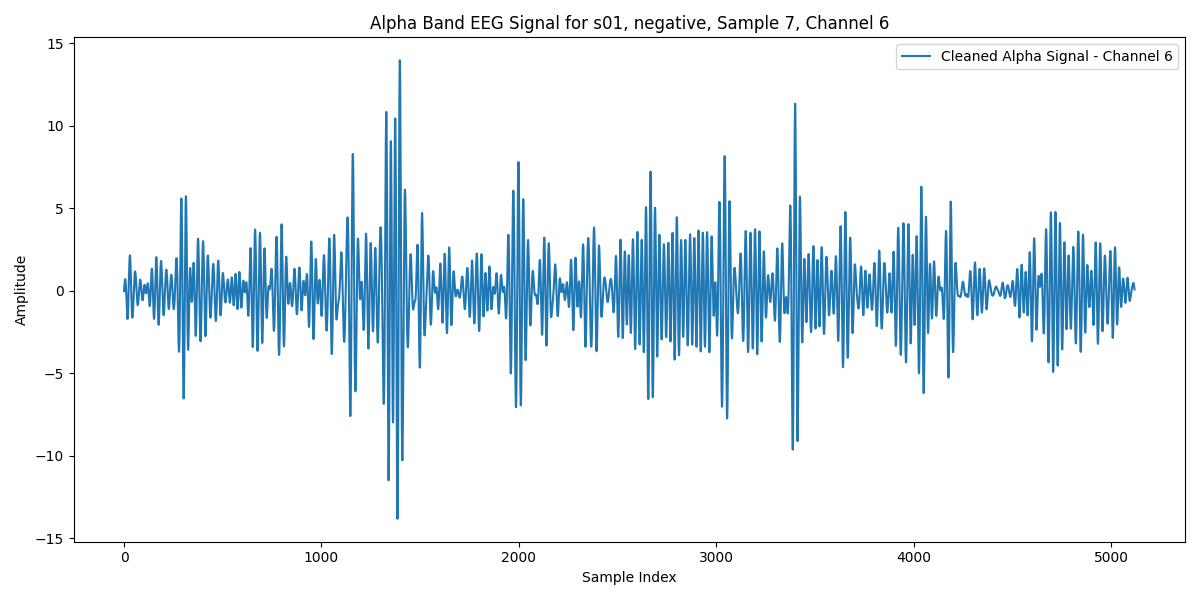 Alpha Band EEG Signal for s01, negative, Sample 7, Channel 6
Cleaned Alpha Signal - Channel 6
Amplitude
15
10
5
0
−5
−10
−15
0 1000 2000 3000 4000 5000
Sample Index